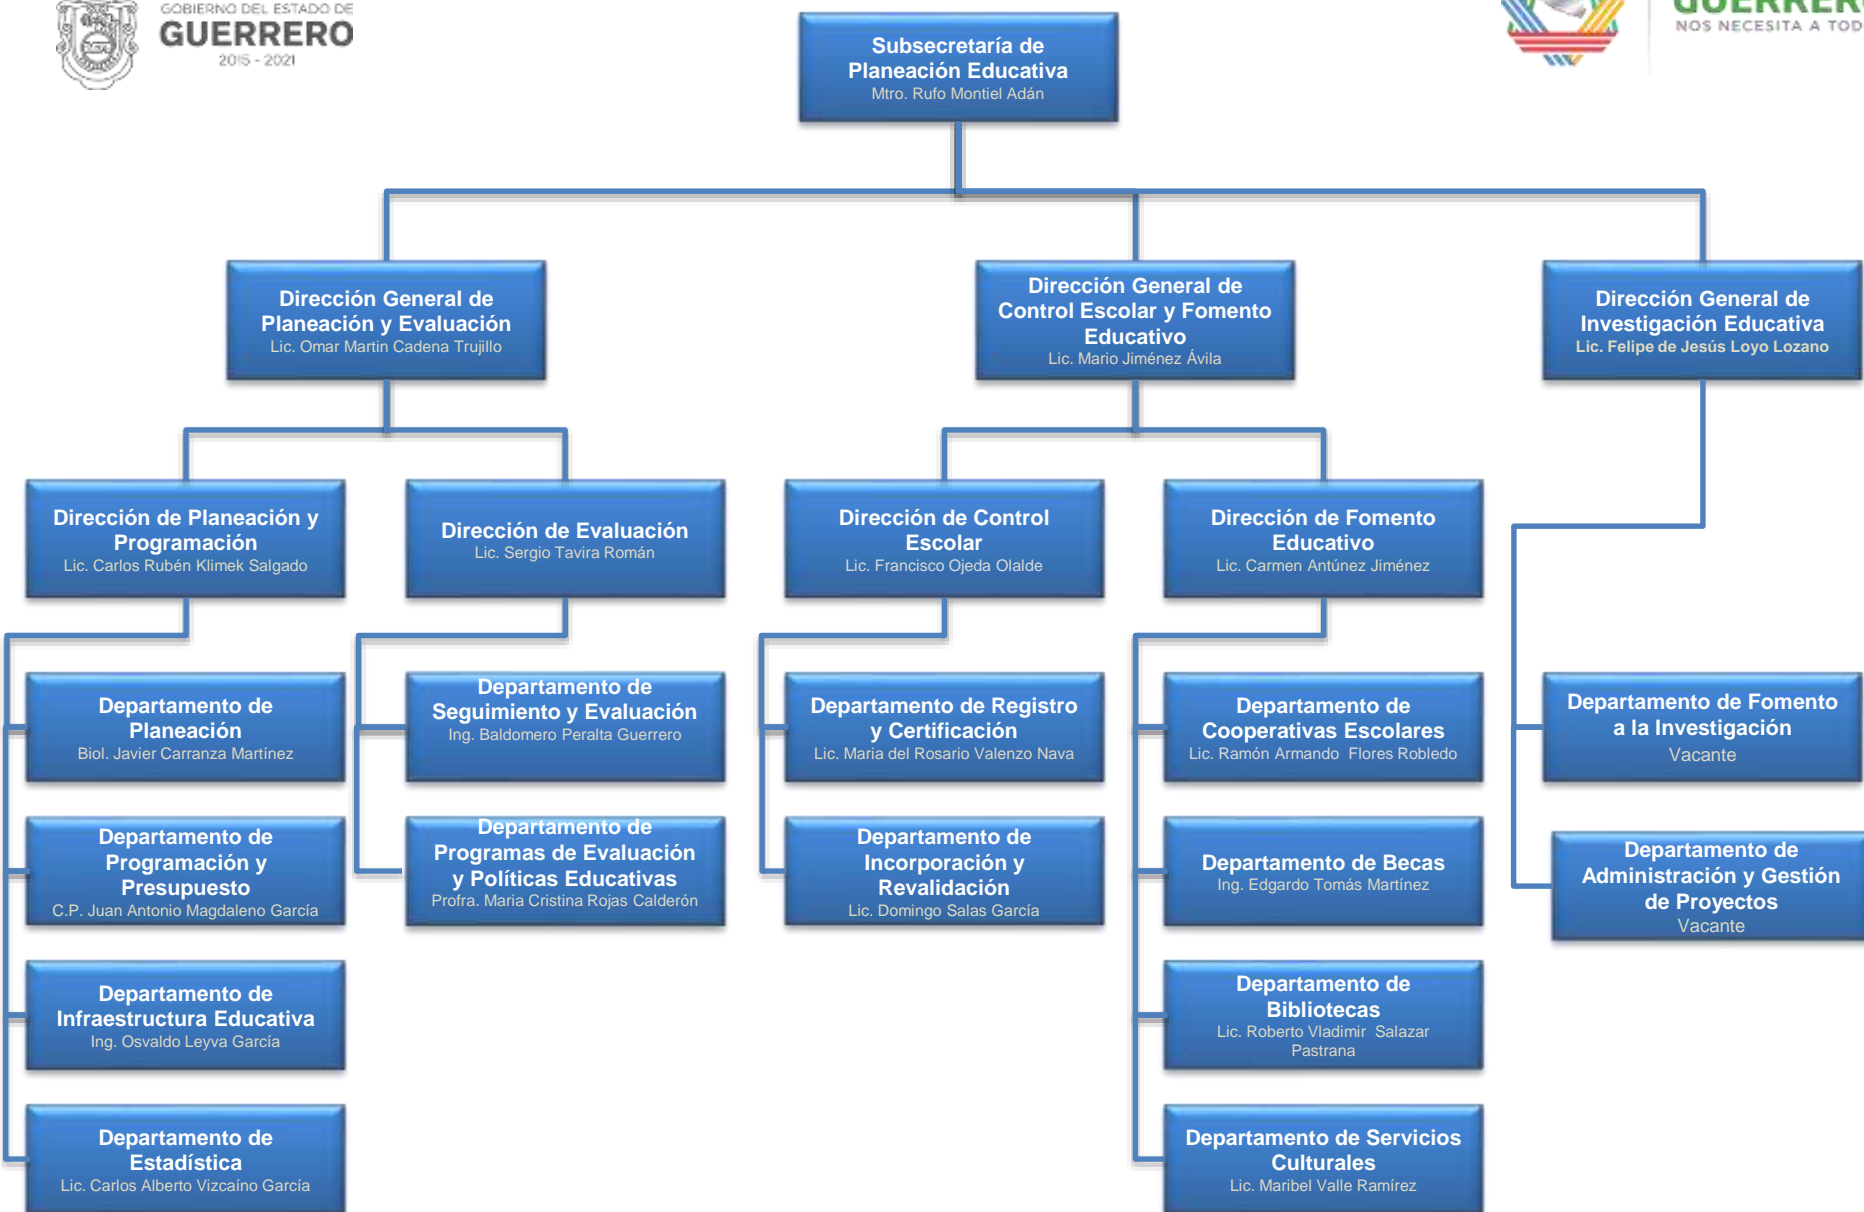 GOBIERNO DEL ESTADO DE
GUERRERO
2015 - 2021
GUERRERO
NOS NECESITA A TOD
Subsecretaría de
Planeación Educativa
Mtro. Rufo Montiel Adán
Dirección General de
Planeación y Evaluación
Lic. Omar Martin Cadena Trujillo
Dirección General de
Control Escolar y Fomento
Educativo
Lic. Mario Jiménez Ávila
Dirección General de
Investigación Educativa
Lic. Felipe de Jesús Loyo Lozano
Dirección de Planeación y
Programación
Lic. Carlos Rubén Klimek Salgado
Dirección de Evaluación
Lic. Sergio Tavira Román
Dirección de Control
Escolar
Lic. Francisco Ojeda Olalde
Dirección de Fomento
Educativo
Lic. Carmen Antúnez Jiménez
Departamento de
Planeación
Biol. Javier Carranza Martínez
Departamento de
Seguimiento y Evaluación
Ing. Baldomero Peralta Guerrero
Departamento de Registro
y Certificación
Lic. Maria del Rosario Valenzo Nava
Departamento de
Cooperativas Escolares
Lic. Ramón Armando  Flores Robledo
Departamento de Fomento
a la Investigación
Vacante
Departamento de
Programación y
Presupuesto
C.P. Juan Antonio Magdaleno García
Departamento de
Programas de Evaluación
y Políticas Educativas
Profra. Maria Cristina Rojas Calderón
Departamento de
Incorporación y
Revalidación
Lic. Domingo Salas García
Departamento de Becas
Ing. Edgardo Tomás Martínez
Departamento de
Administración y Gestión
de Proyectos
Vacante
Departamento de
Infraestructura Educativa
Ing. Osvaldo Leyva García
Departamento de
Bibliotecas
Lic. Roberto Vladimir  Salazar
Pastrana
Departamento de
Estadística
Lic. Carlos Alberto Vizcaíno García
Departamento de Servicios
Culturales
Lic. Maribel Valle Ramírez